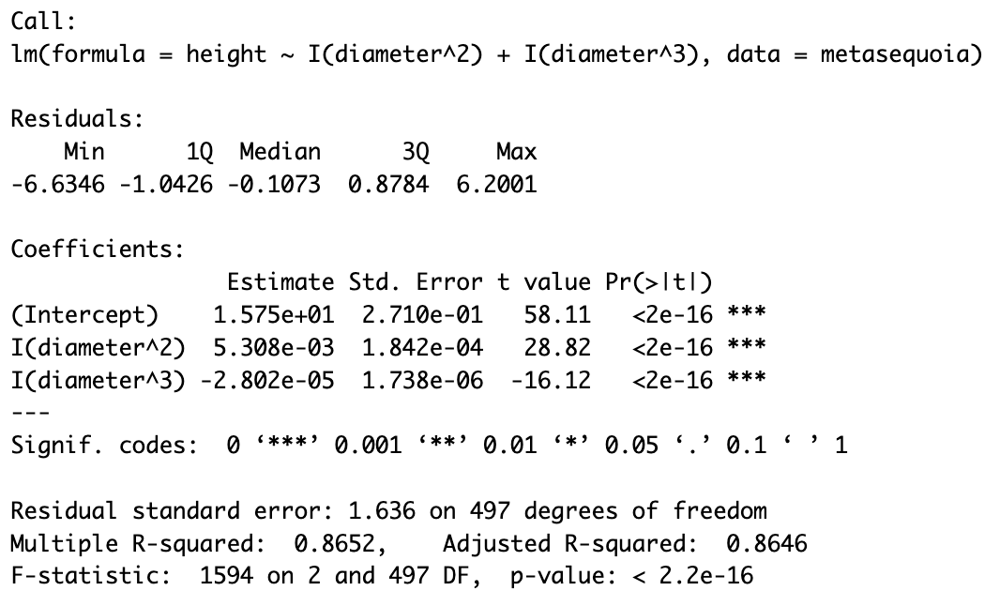 Call:
lm(formula = height ~ I(diameter^2) + I(diameter^3), data = metasequoia)
Residuals:
    Min      1Q  Median      3Q     Max
-6.6346 -1.0426 -0.1073  0.8784  6.2001
Coefficients:
                Estimate Std. Error t value Pr(>|t|)
(Intercept)    1.575e+01  2.710e-01   58.11   <2e-16 ***
I(diameter^2)  5.308e-03  1.842e-04   28.82   <2e-16 ***
I(diameter^3) -2.802e-05  1.738e-06  -16.12   <2e-16 ***
---
Signif. codes:  0 ‘***’ 0.001 ‘**’ 0.01 ‘*’ 0.05 ‘.’ 0.1 ‘ ’ 1
Residual standard error: 1.636 on 497 degrees of freedom
Multiple R-squared:  0.8652,    Adjusted R-squared:  0.8646
F-statistic:  1594 on 2 and 497 DF,  p-value: < 2.2e-16